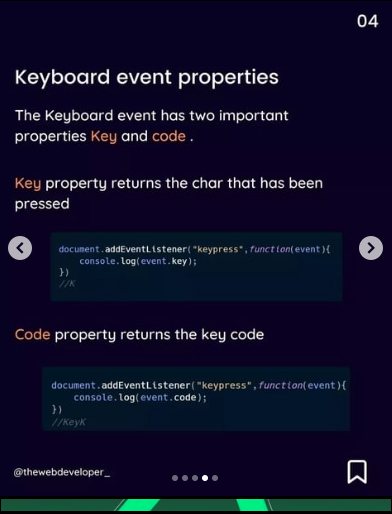 04
Keyboard event properties
The Keyboard event has two important
properties Key and code .
Key property returns the char that has been
pressed
document.addEventListener("keypress",function(event){
console.log(event.key);
})
//K
Code property returns the key code
document.addEventListener("keypress",function(event){
console.log(event.code);
})
//KeyK
@thewebdeveloper_